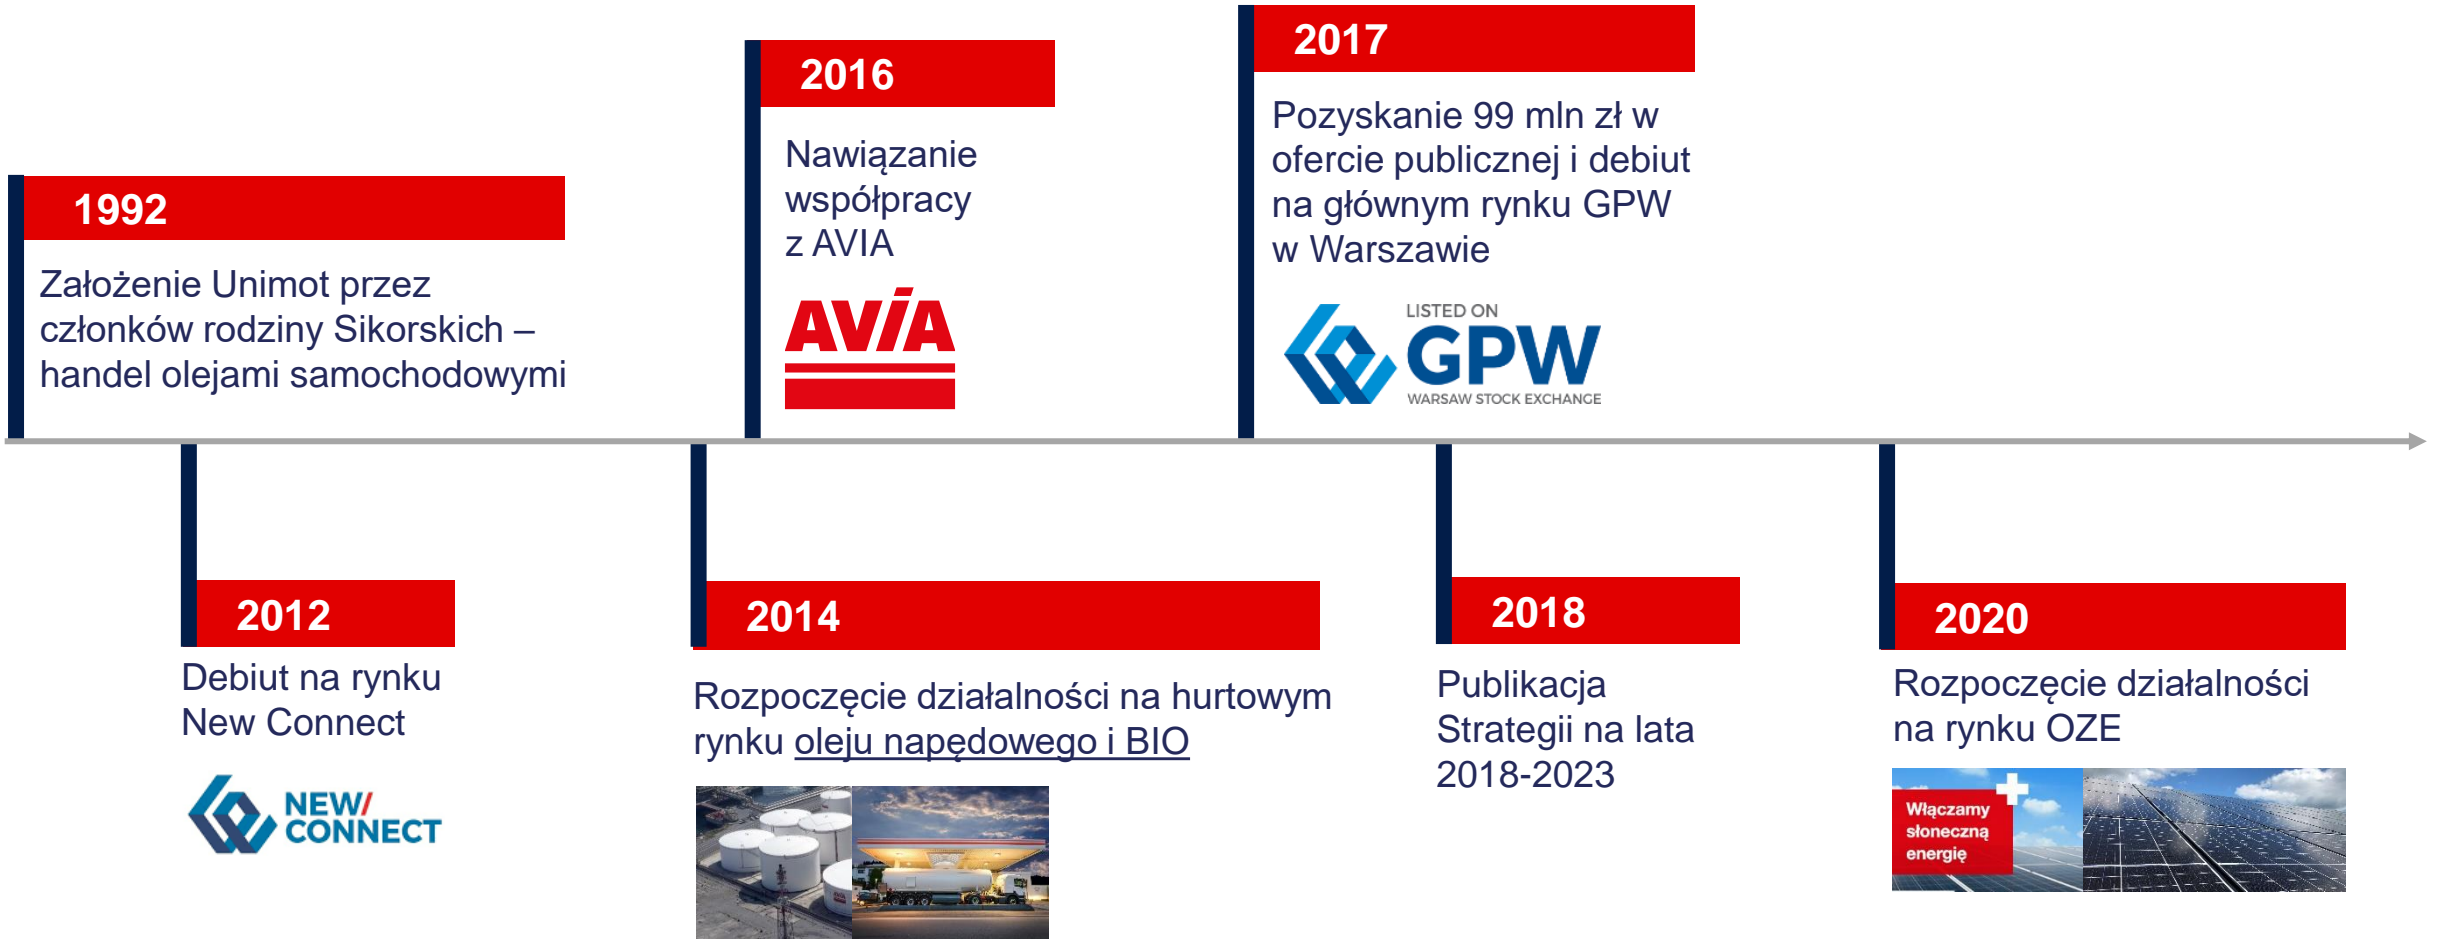 1992
Założenie Unimot przez
członków rodziny Sikorskich –
handel olejami samochodowymi
2012
Debiut na rynku
New Connect
NEW/
CONNECT
2014
Rozpoczęcie działalności na hurtowym
rynku oleju napędowego i BIO
2016
Nawiązanie
współpracy
z AVIA
AVIA
2017
Pozyskanie 99 mln zł w
ofercie publicznej i debiut
na głównym rynku GPW
w Warszawie
LISTED ON
GPW
WARSAW STOCK EXCHANGE
2018
Publikacja
Strategii na lata
2018-2023
2020
Rozpoczęcie działalności
na rynku OZE
Włączamy
słoneczną
energię